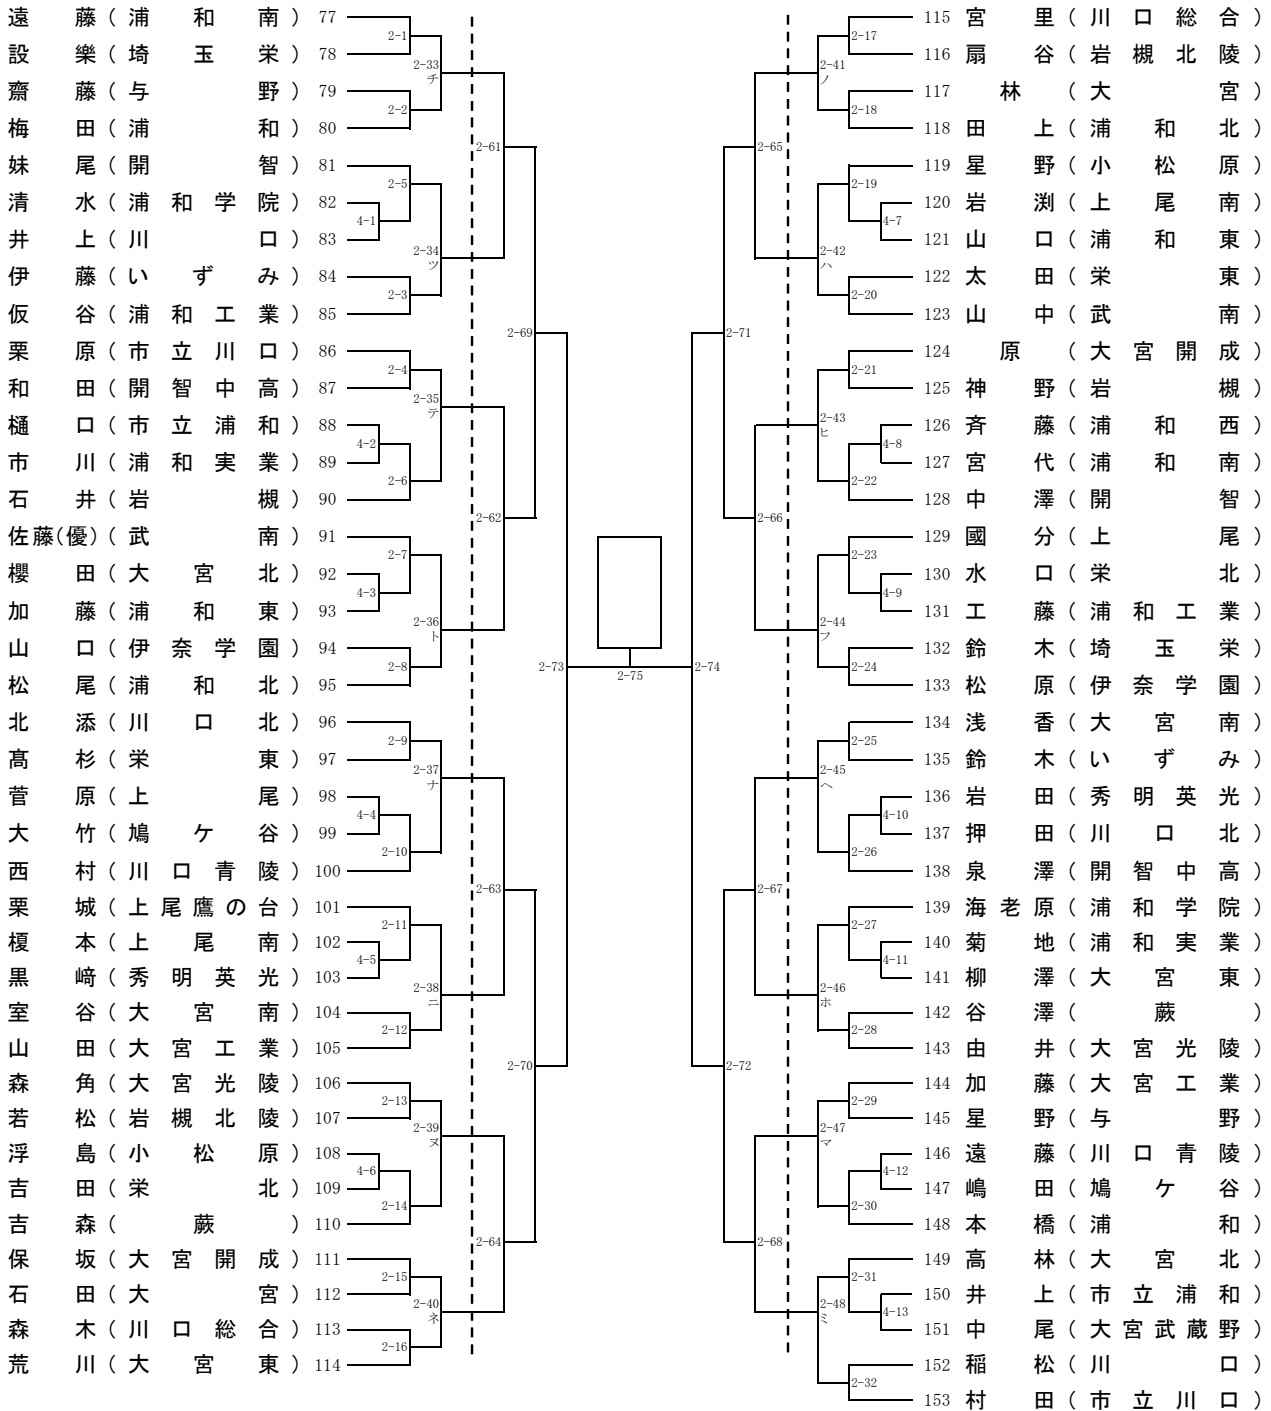 遠藤(浦和南) 77
設樂(埼玉栄) 78
齋藤(与野) 79
梅田(浦和) 80
妹尾(開智) 81
清水(浦和学院) 82
井上(川口) 83
伊藤(いずみ) 84
仮谷(浦和工業) 85
栗原(市立川口) 86
和田(開智中高) 87
樋口(市立浦和) 88
市川(浦和実業) 89
石井(岩槻) 90
佐藤(優)(武南) 91
櫻田(大宮北) 92
加藤(浦和東) 93
山口(伊奈学園) 94
松尾(浦和北) 95
北添(川口北) 96
髙杉(栄東) 97
菅原(上尾) 98
大竹(鳩ケ谷) 99
西村(川口青陵) 100
栗城(上尾鷹の台) 101
榎本(上尾南) 102
黒﨑(秀明英光) 103
室谷(大宮南) 104
山田(大宮工業) 105
森角(大宮光陵) 106
若松(岩槻北陵) 107
浮島(小松原) 108
吉田(栄北) 109
吉森(蕨) 110
保坂(大宮開成) 111
石田(大宮) 112
森木(川口総合) 113
荒川(大宮東) 114
2-1
2-33
チ
2-2
2-61
2-5
4-1
2-34
ツ
2-3
2-69
2-4
2-35
テ
4-2
2-6
2-62
2-7
4-3
2-36
ト
2-8
2-73
2-9
2-37
ナ
4-4
2-10
2-63
2-11
4-5
2-38
ニ
2-12
2-70
2-13
2-39
ヌ
4-6
2-14
2-64
2-15
2-40
ネ
2-16
2-75
2-74
2-17
2-41
ノ
2-18
2-65
2-19
4-7
2-42
ハ
2-20
2-71
2-21
2-43
ヒ
4-8
2-22
2-66
2-23
4-9
2-44
フ
2-24
2-25
2-45
ヘ
4-10
2-26
2-67
2-27
4-11
2-46
ホ
2-28
2-72
2-29
2-47
マ
4-12
2-30
2-68
2-31
2-48
ミ
4-13
2-32
115 宮里(川口総合)
116 扇谷(岩槻北陵)
117 林(大宮)
118 田上(浦和北)
119 星野(小松原)
120 岩渕(上尾南)
121 山口(浦和東)
122 太田(栄東)
123 山中(武南)
124 原(大宮開成)
125 神野(岩槻)
126 斉藤(浦和西)
127 宮代(浦和南)
128 中澤(開智)
129 國分(上尾)
130 水口(栄北)
131 工藤(浦和工業)
132 鈴木(埼玉栄)
133 松原(伊奈学園)
134 浅香(大宮南)
135 鈴木(いずみ)
136 岩田(秀明英光)
137 押田(川口北)
138 泉澤(開智中高)
139 海老原(浦和学院)
140 菊地(浦和実業)
141 柳澤(大宮東)
142 谷澤(蕨)
143 由井(大宮光陵)
144 加藤(大宮工業)
145 星野(与野)
146 遠藤(川口青陵)
147 嶋田(鳩ケ谷)
148 本橋(浦和)
149 高林(大宮北)
150 井上(市立浦和)
151 中尾(大宮武蔵野)
152 稲松(川口)
153 村田(市立川口)